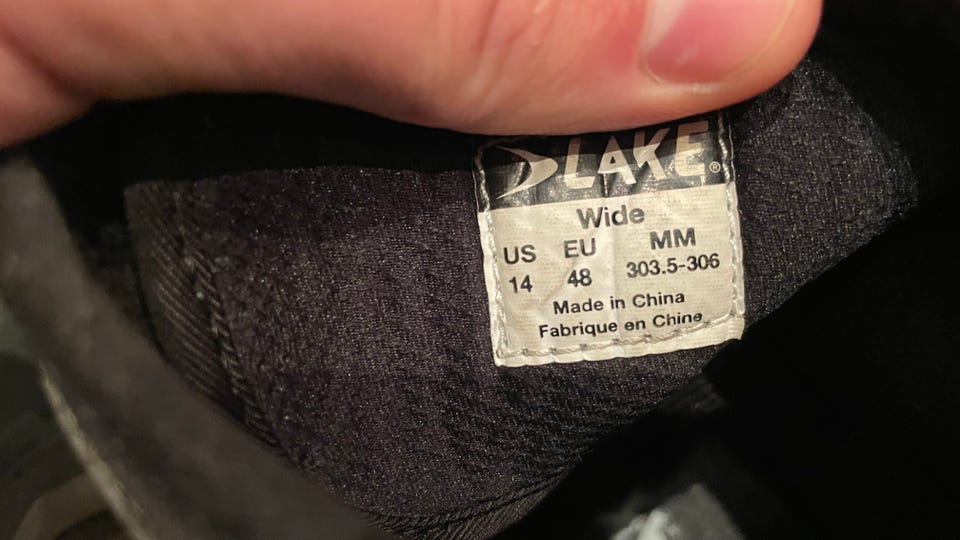 LAKE®
Wide
US EU MM
14 48 303.5-306
Made in China
Fabrique en Chine